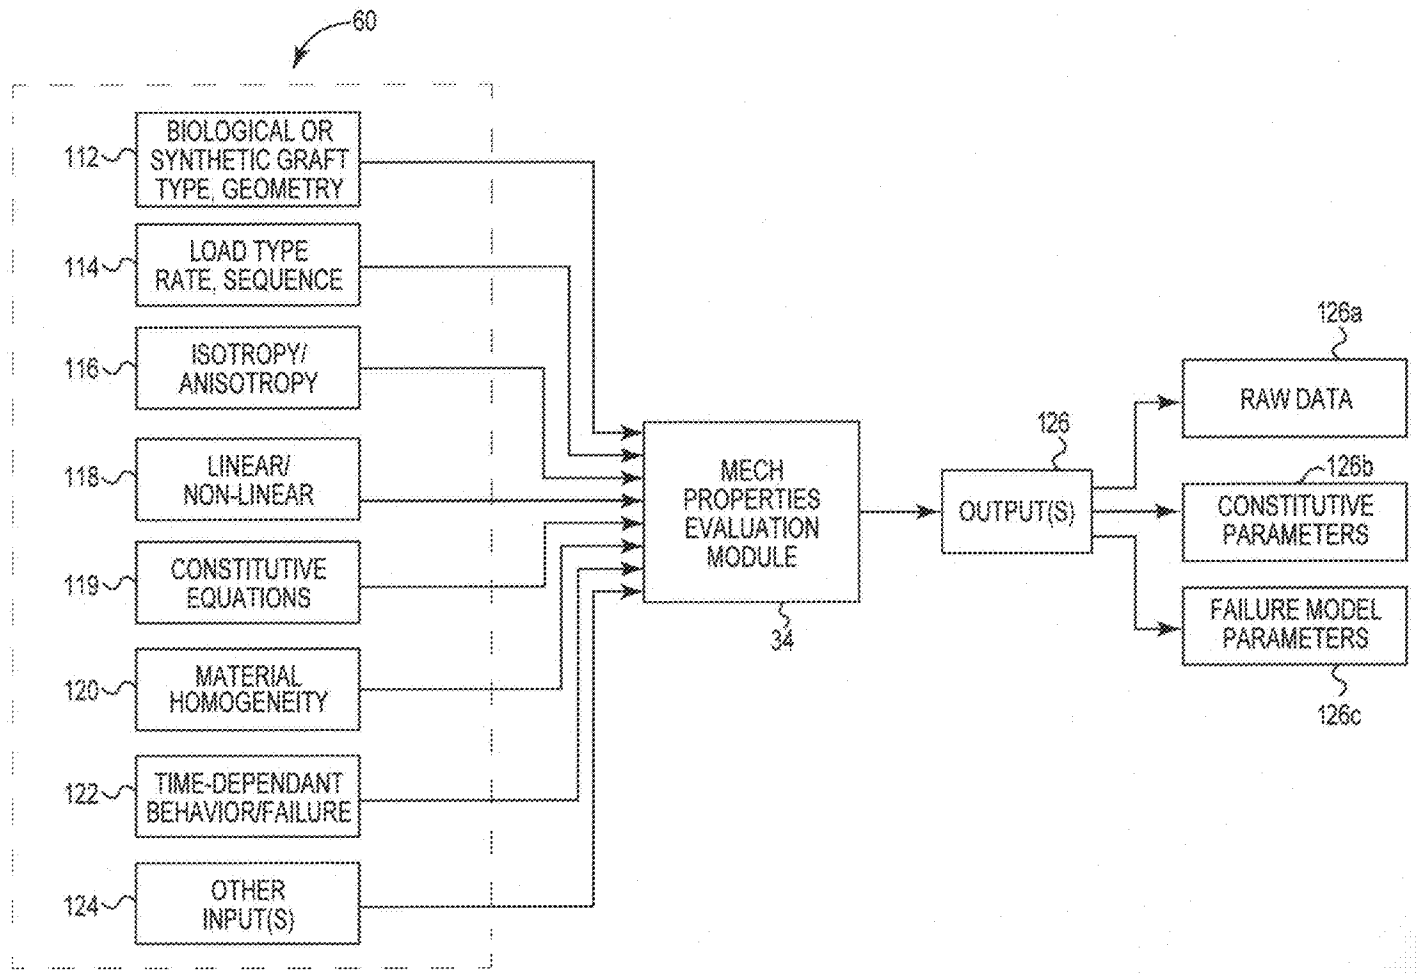 60
BIOLOGICAL OR
SYNTHETIC GRAFT
TYPE, GEOMETRY
112
LOAD TYPE
RATE, SEQUENCE
114
ISOTROPY/
ANISOTROPY
116
LINEAR/
NON-LINEAR
118
CONSTITUTIVE
EQUATIONS
119
MATERIAL
HOMOGENEITY
120
TIME-DEPENDANT
BEHAVIOR/FAILURE
122
OTHER
INPUT(S)
124
MECH
PROPERTIES
EVALUATION
MODULE
34
126
OUTPUT(S)
126a
RAW DATA
126b
CONSTITUTIVE
PARAMETERS
FAILURE MODEL
PARAMETERS
126c